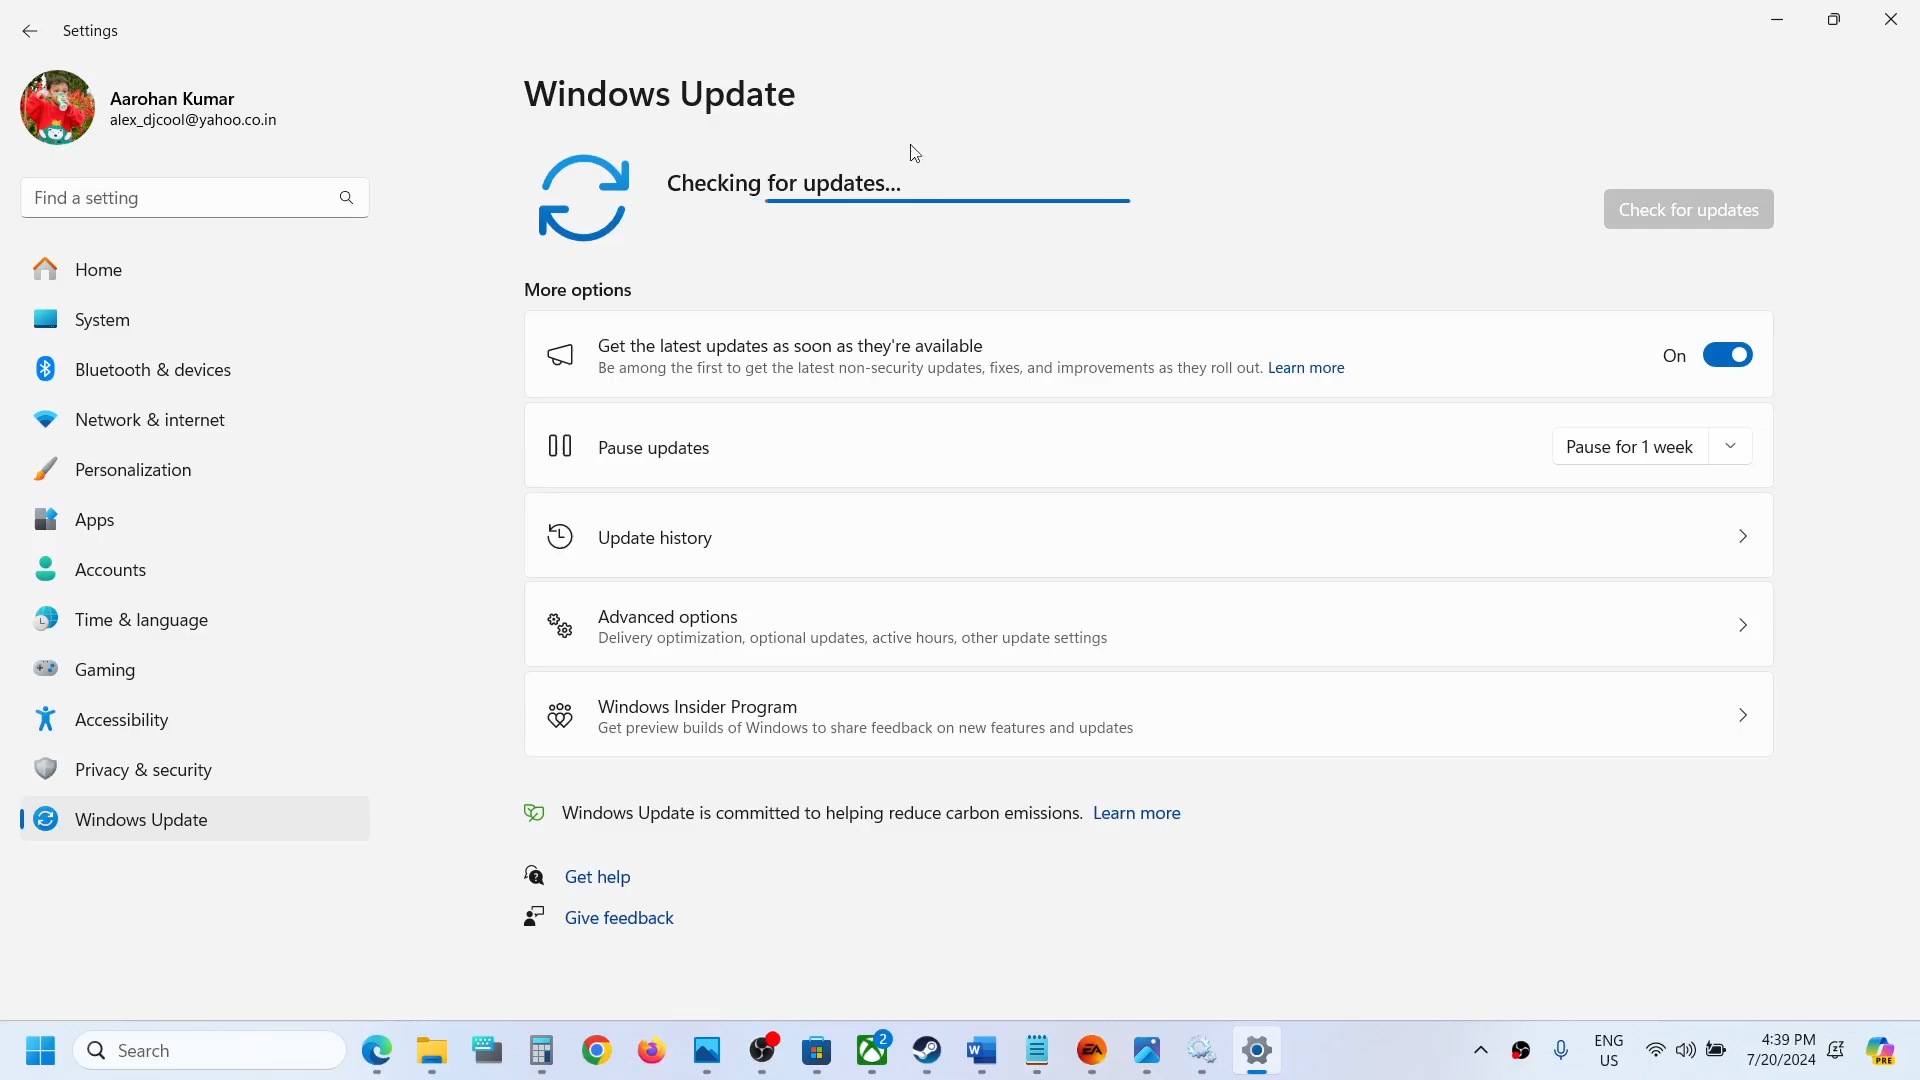 Settings
Aarohan Kumar
alex_djcool@yahoo.co.in
Find a setting
Home
System
Bluetooth & devices
Network & internet
Personalization
Apps
Accounts
Time & language
Gaming
Accessibility
Privacy & security
Windows Update
Windows Update
Checking for updates...
Check for updates
More options
Get the latest updates as soon as they're available
Be among the first to get the latest non-security updates, fixes, and improvements as they roll out. Learn more
On
Pause updates
Pause for 1 week
Update history
Advanced options
Delivery optimization, optional updates, active hours, other update settings
Windows Insider Program
Get preview builds of Windows to share feedback on new features and updates
Windows Update is committed to helping reduce carbon emissions. Learn more
Get help
Give feedback
Search
2
W
EA
ENG
US
4:39 PM
7/20/2024
PRE